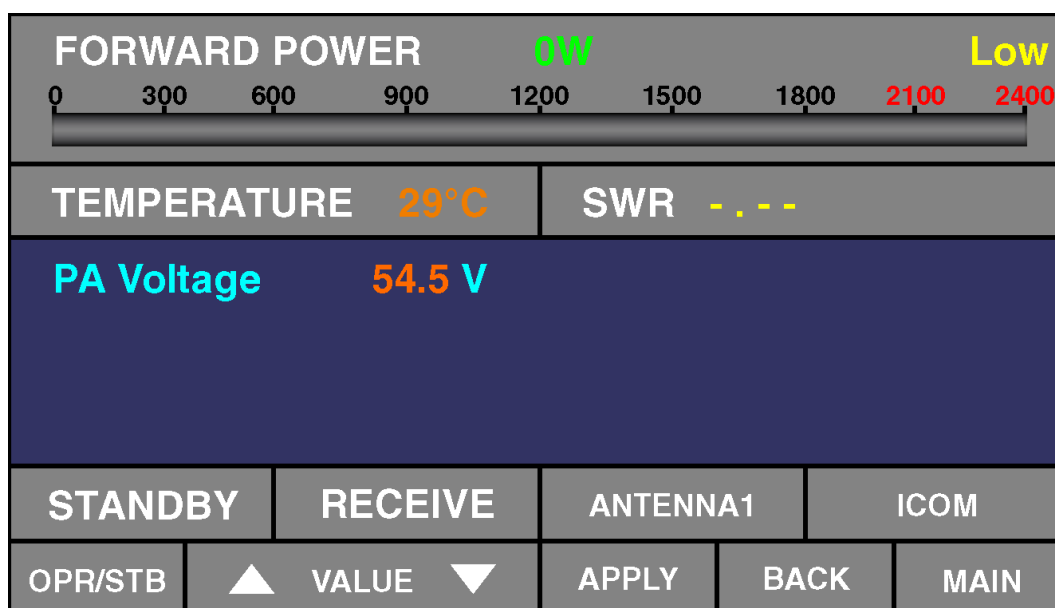 FORWARD POWER 0W Low
0 300 600 900 1200 1500 1800 2100 2400
TEMPERATURE 29°C SWR -.--
PA Voltage 54.5 V
STANDBY RECEIVE ANTENNA1 ICOM
OPR/STB VALUE APPLY BACK MAIN